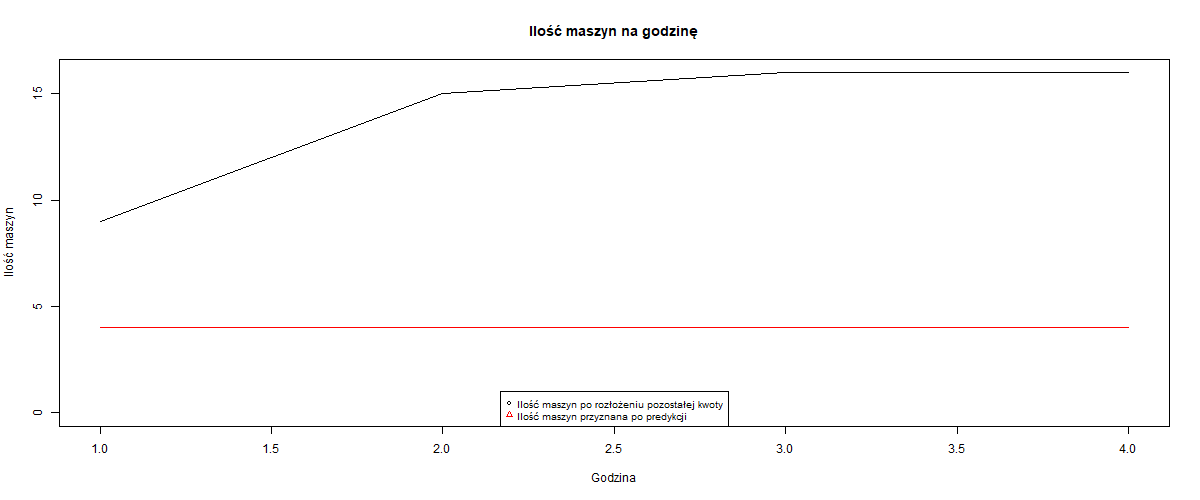 Ilość maszyn na godzinę
Ilość maszyn
15
10
5
0
Ilość maszyn po rozłożeniu pozostałej kwoty
Ilość maszyn przyznana po predykcji
1.0 1.5 2.0 2.5 3.0 3.5 4.0
Godzina